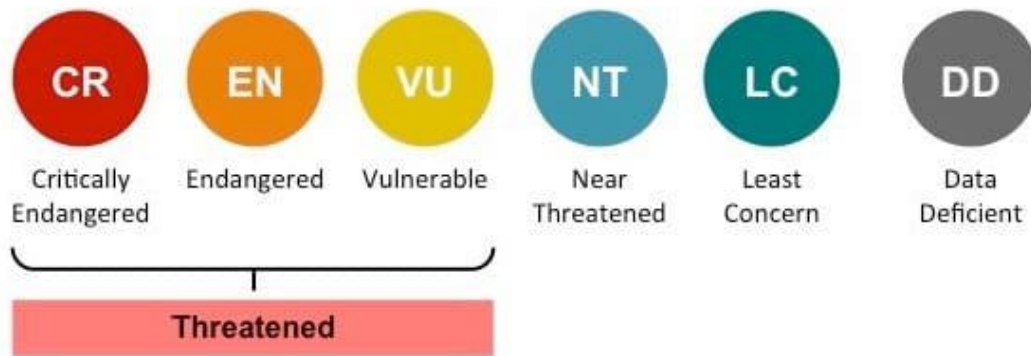 CR EN VU NT LC DD
Critically Endangered
Endangered
Vulnerable
Near Threatened
Least Concern
Data Deficient
Threatened